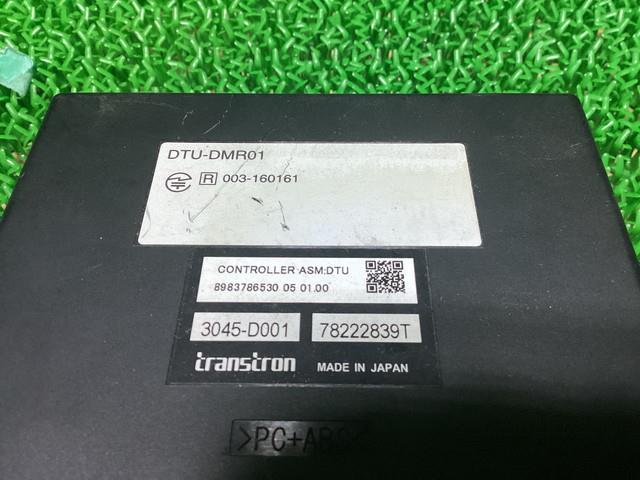 DTU-DMR01
R 003-160161
CONTROLLER ASM:DTU
8983786530 05 01.00
3045-D001 78222839T
transtron MADE IN JAPAN
>PC+ABS<